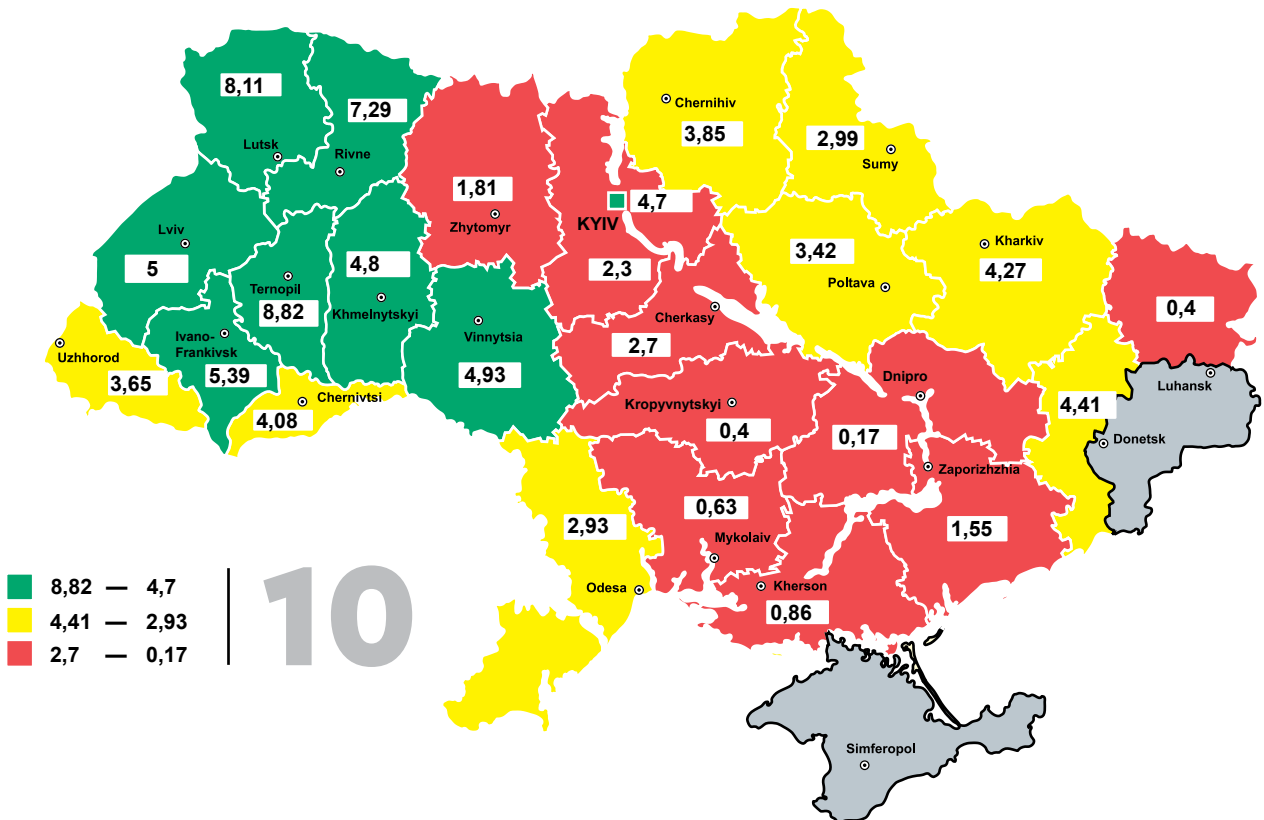 8,11
7,29
Lutsk
Rivne
Chernihiv
3,85
2,99
Sumy
1,81
Zhytomyr
4,7
KYIV
2,3
Lviv
5
Ternopil
8,82
4,8
Khmelnytskyi
3,42
Poltava
Kharkiv
4,27
0,4
Luhansk
Uzhhorod
3,65
Ivano-
Frankivsk
5,39
Chernivtsi
4,08
Vinnytsia
4,93
Cherkasy
2,7
Kropyvnytskyi
0,4
Dnipro
0,17
4,41
Donetsk
Zaporizhzhia
1,55
0,63
Mykolaiv
2,93
Odesa
Kherson
0,86
Simferopol
8,82 — 4,7
4,41 — 2,93
2,7 — 0,17
10